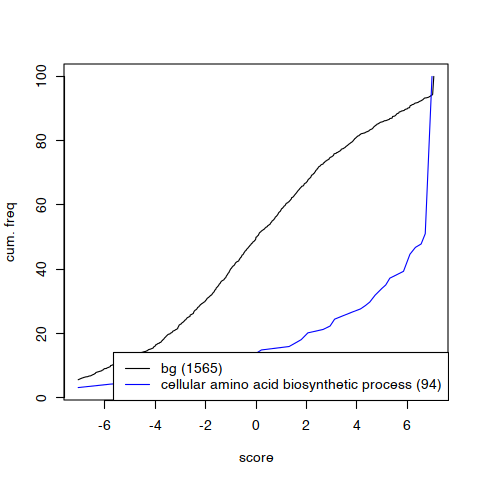 100
80
60
40
20
0
cum. freq
bg (1565)
cellular amino acid biosynthetic process (94)
-6 -4 -2 0 2 4 6
score